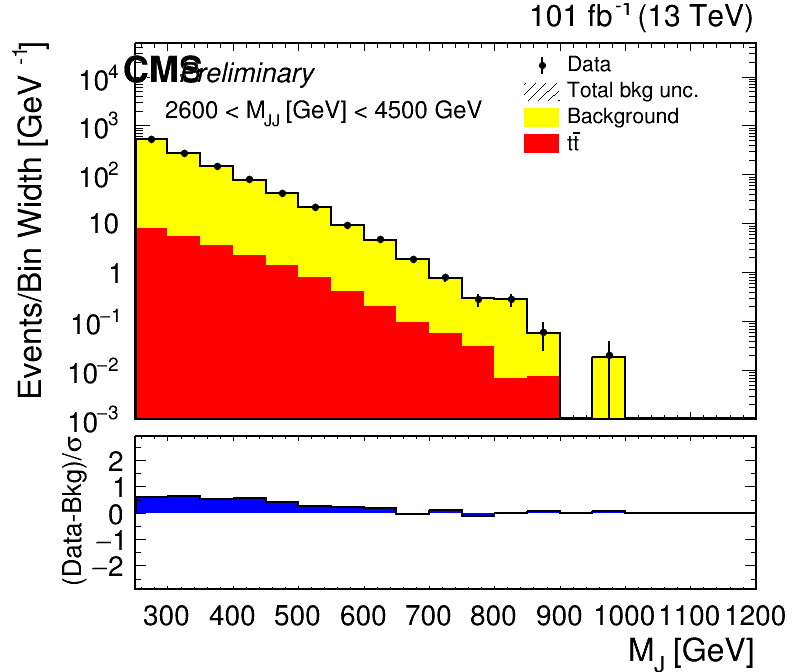 101 fb⁻¹ (13 TeV)
CMS Preliminary
2600 < M_JJ [GeV] < 4500 GeV
Data
Total bkg unc.
Background
tt̄
Events/Bin Width [GeV⁻¹]
10⁴
10³
10²
10
1
10⁻¹
10⁻²
10⁻³
(Data-Bkg)/σ
2
1
0
−1
−2
300 400 500 600 700 800 900 1000 1100 1200
M_J [GeV]